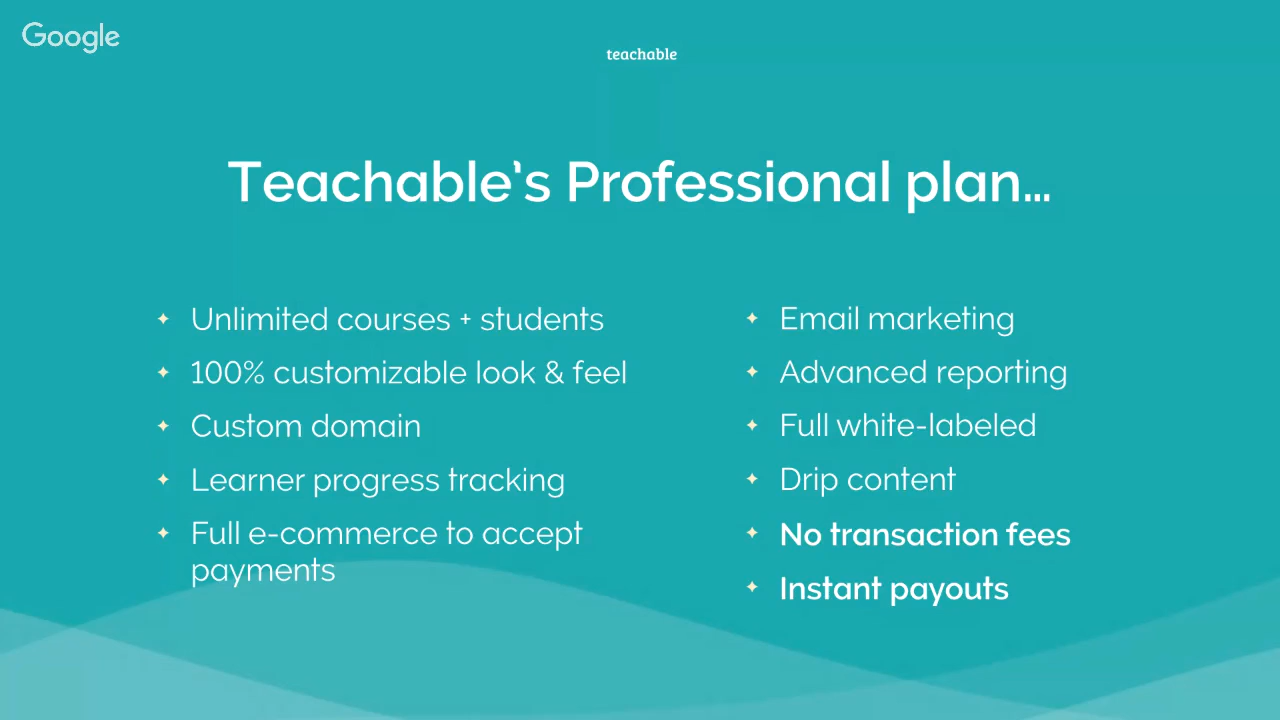 Google
teachable
Teachable's Professional plan...
Unlimited courses + students
100% customizable look & feel
Custom domain
Learner progress tracking
Full e-commerce to accept
payments
Email marketing
Advanced reporting
Full white-labeled
Drip content
No transaction fees
Instant payouts